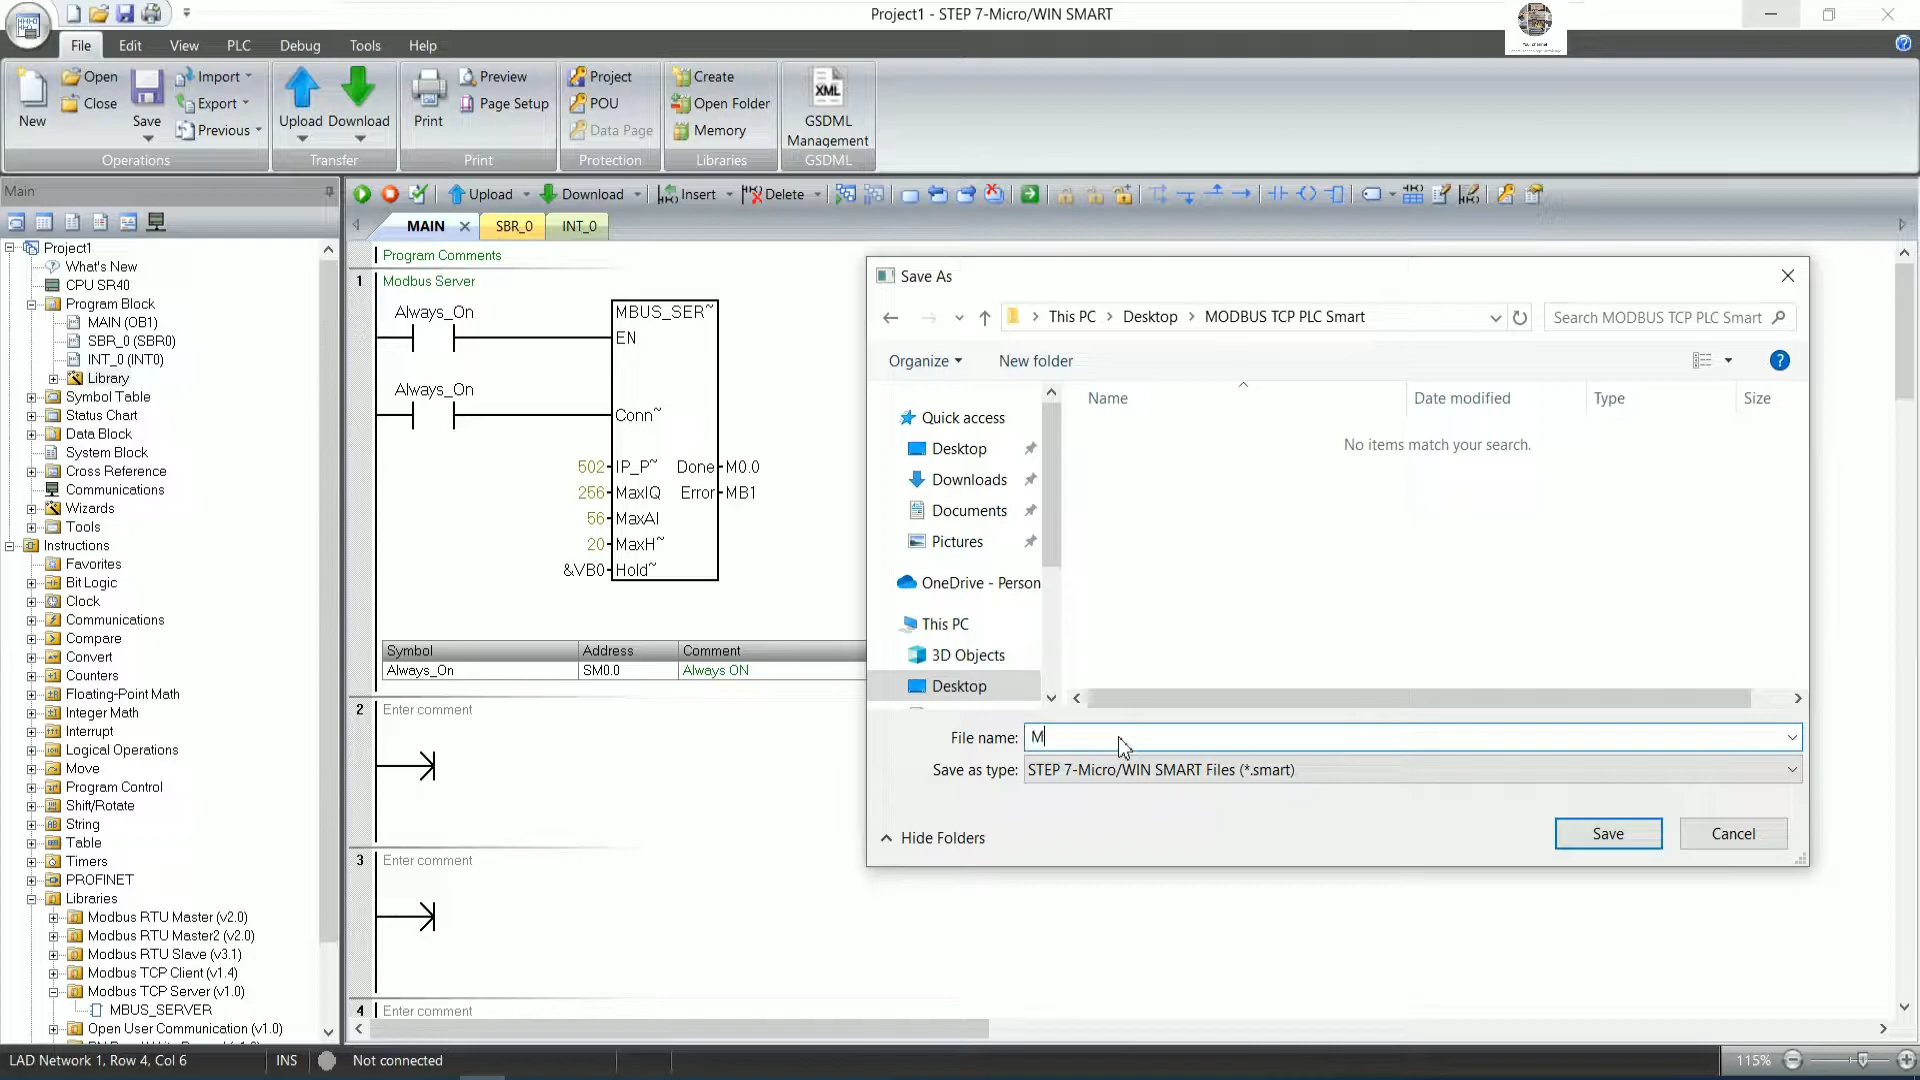 Project1 - STEP 7-Micro/WIN SMART
Your channel
File
Edit
View
PLC
Debug
Tools
Help
New
Open
Close
Save
Import
Export
Previous
Operations
Upload
Download
Transfer
Print
Preview
Page Setup
Print
Project
POU
Data Page
Protection
Create
Open Folder
Memory
Libraries
XML
GSDML
Management
GSDML
Main
Upload
Download
Insert
Delete
MAIN
SBR_0
INT_0
Project1
What's New
CPU SR40
Program Block
MAIN (OB1)
SBR_0 (SBR0)
INT_0 (INT0)
Library
Symbol Table
Status Chart
Data Block
System Block
Cross Reference
Communications
Wizards
Tools
Instructions
Favorites
Bit Logic
Clock
Communications
Compare
Convert
Counters
Floating-Point Math
Integer Math
Interrupt
Logical Operations
Move
Program Control
Shift/Rotate
String
Table
Timers
PROFINET
Libraries
Modbus RTU Master (v2.0)
Modbus RTU Master2 (v2.0)
Modbus RTU Slave (v3.1)
Modbus TCP Client (v1.4)
Modbus TCP Server (v1.0)
MBUS_SERVER
Open User Communication (v1.0)
Program Comments
1 Modbus Server
Always_On
MBUS_SER~
EN
Always_On
Conn~
502 IP_P~ Done M0.0
256 MaxIQ Error MB1
56 MaxAI
20 MaxH~
&VB0 Hold~
Symbol Address Comment
Always_On SM0.0 Always ON
2 Enter comment
3 Enter comment
4 Enter comment
Save As
This PC
Desktop
MODBUS TCP PLC Smart
Search MODBUS TCP PLC Smart
Organize
New folder
Name
Date modified
Type
Size
No items match your search.
Quick access
Desktop
Downloads
Documents
Pictures
OneDrive - Person
This PC
3D Objects
Desktop
File name: M
Save as type: STEP 7-Micro/WIN SMART Files (*.smart)
Hide Folders
Save
Cancel
LAD Network 1, Row 4, Col 6
INS
Not connected
115%